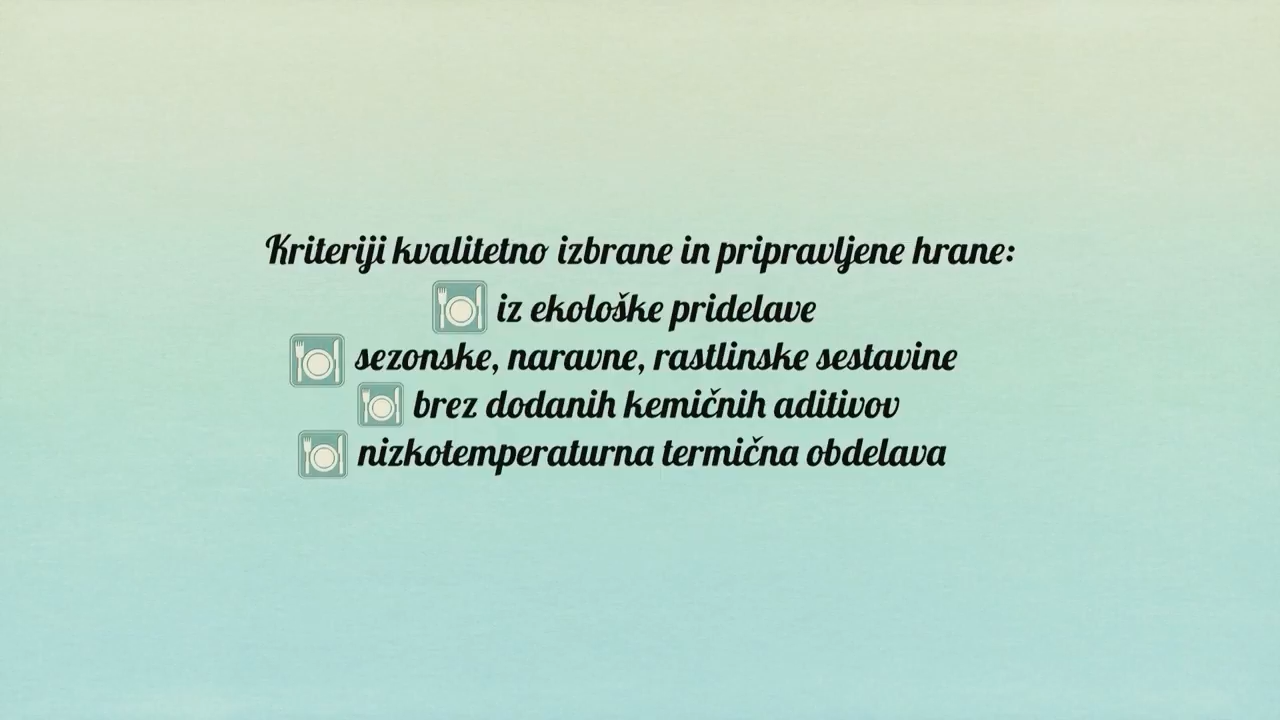 Kriteriji kvalitetno izbrane in pripravljene hrane:
iz ekološke pridelave
sezonske, naravne, rastlinske sestavine
brez dodanih kemičnih aditivov
nizkotemperaturna termična obdelava